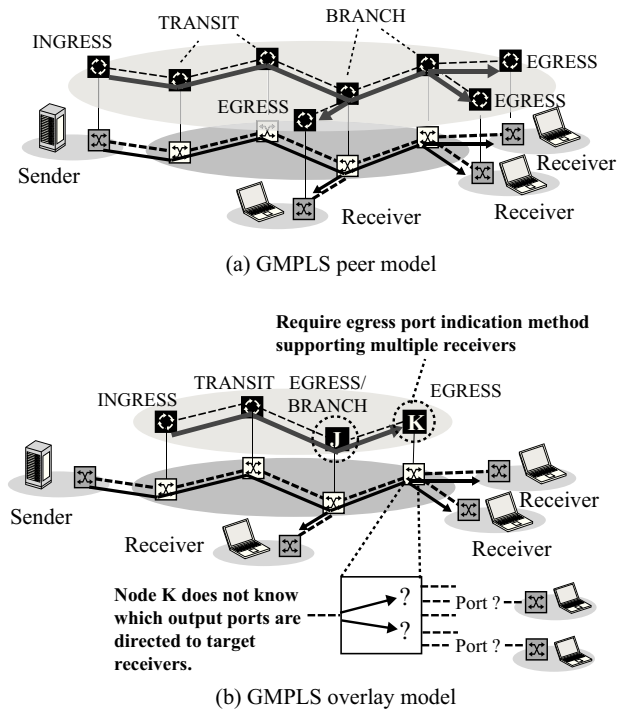 BRANCH
TRANSIT
INGRESS
EGRESS
EGRESS
EGRESS
Sender
Receiver
Receiver
Receiver
(a) GMPLS peer model
Require egress port indication method
supporting multiple receivers
TRANSIT
EGRESS/
BRANCH
EGRESS
INGRESS
J
K
Sender
Receiver
Receiver
Receiver
Node K does not know
which output ports are
directed to target
receivers.
?
?
Port ?
Port ?
(b) GMPLS overlay model